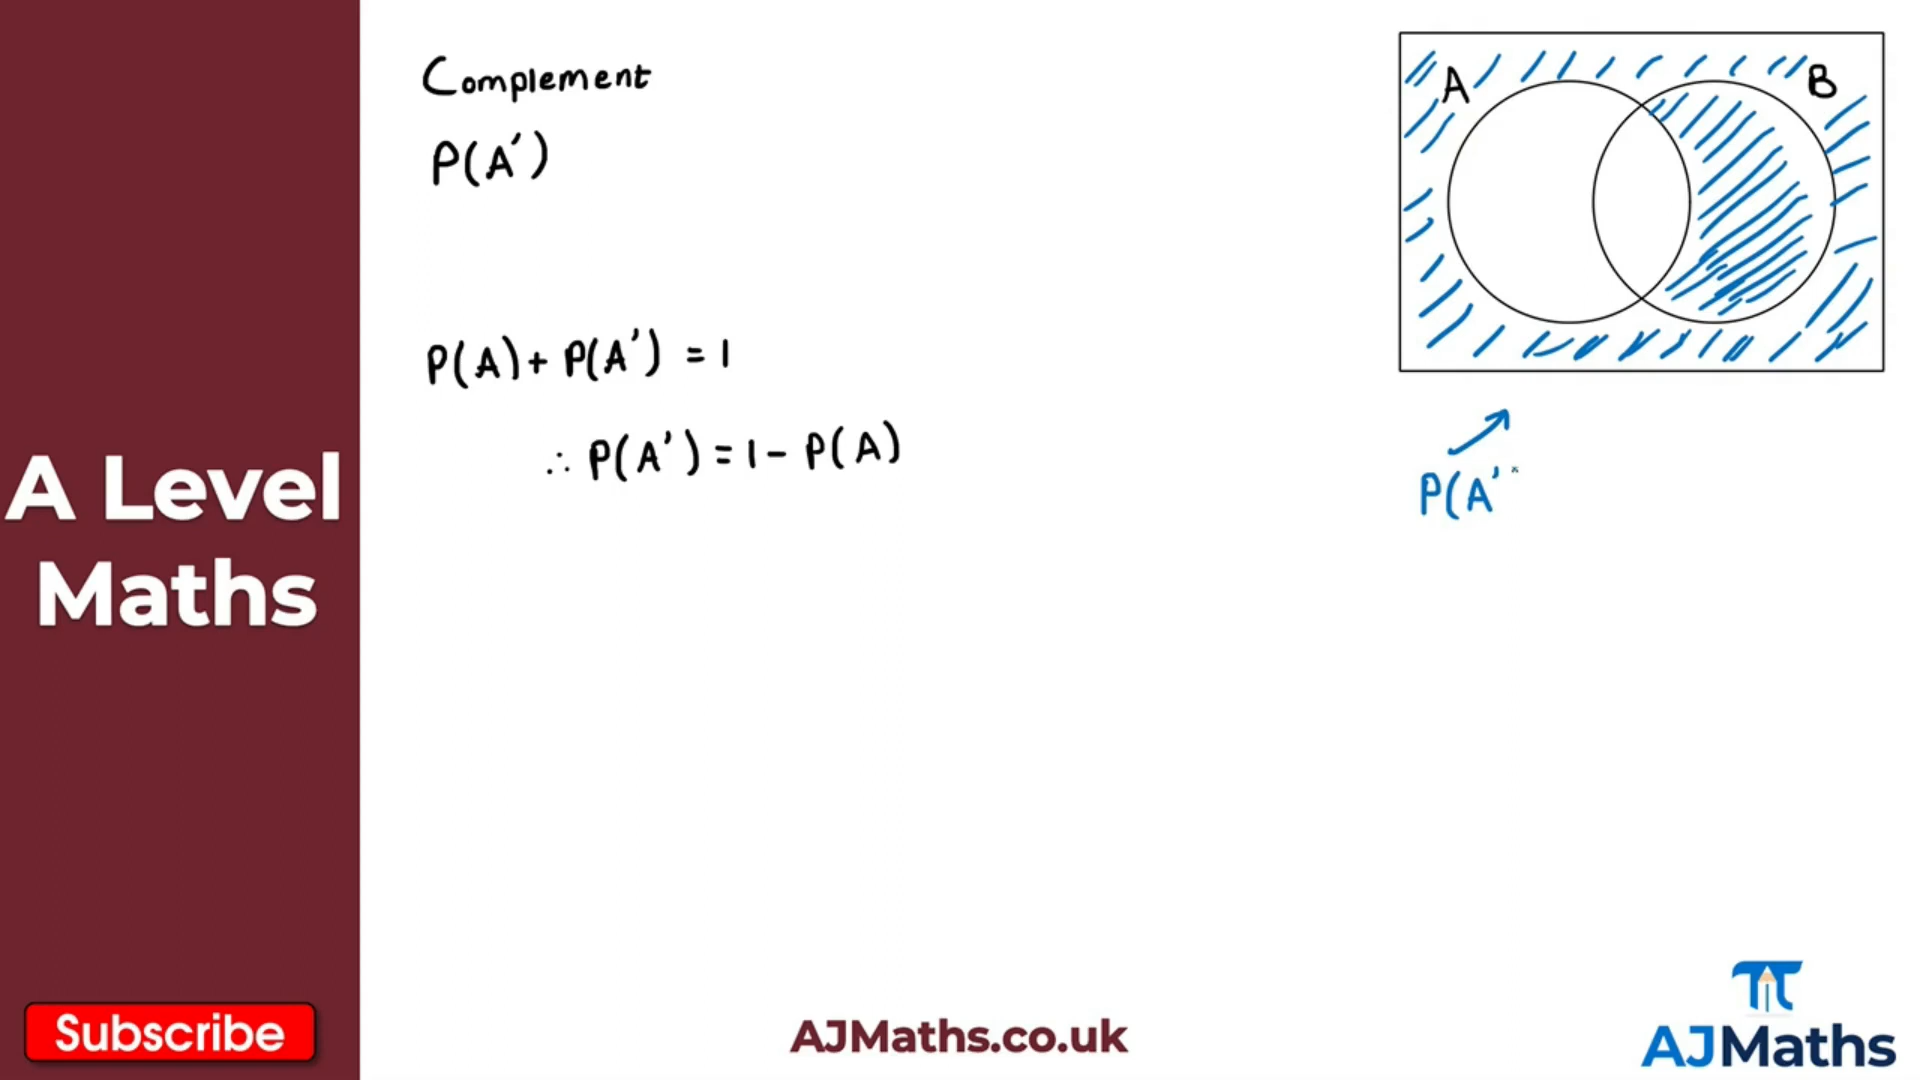 Complement
P(A')
P(A) + P(A') = 1
∴ P(A') = 1 - P(A)
A
B
P(A'
A Level
Maths
Subscribe
AJMaths.co.uk
AJMaths